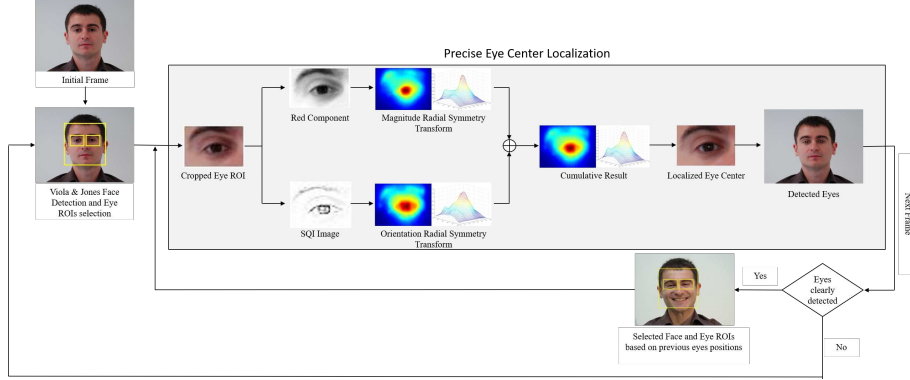 Precise Eye Center Localization
Initial Frame
Viola & Jones Face
Detection and Eye
ROIs selection
Cropped Eye ROI
Red Component
Magnitude Radial Symmetry
Transform
SQI Image
Orientation Radial Symmetry
Transform
Cumulative Result
Localized Eye Center
Detected Eyes
Next Frame
Eyes
clearly
detected
Yes
No
Selected Face and Eye ROIs
based on previous eyes positions